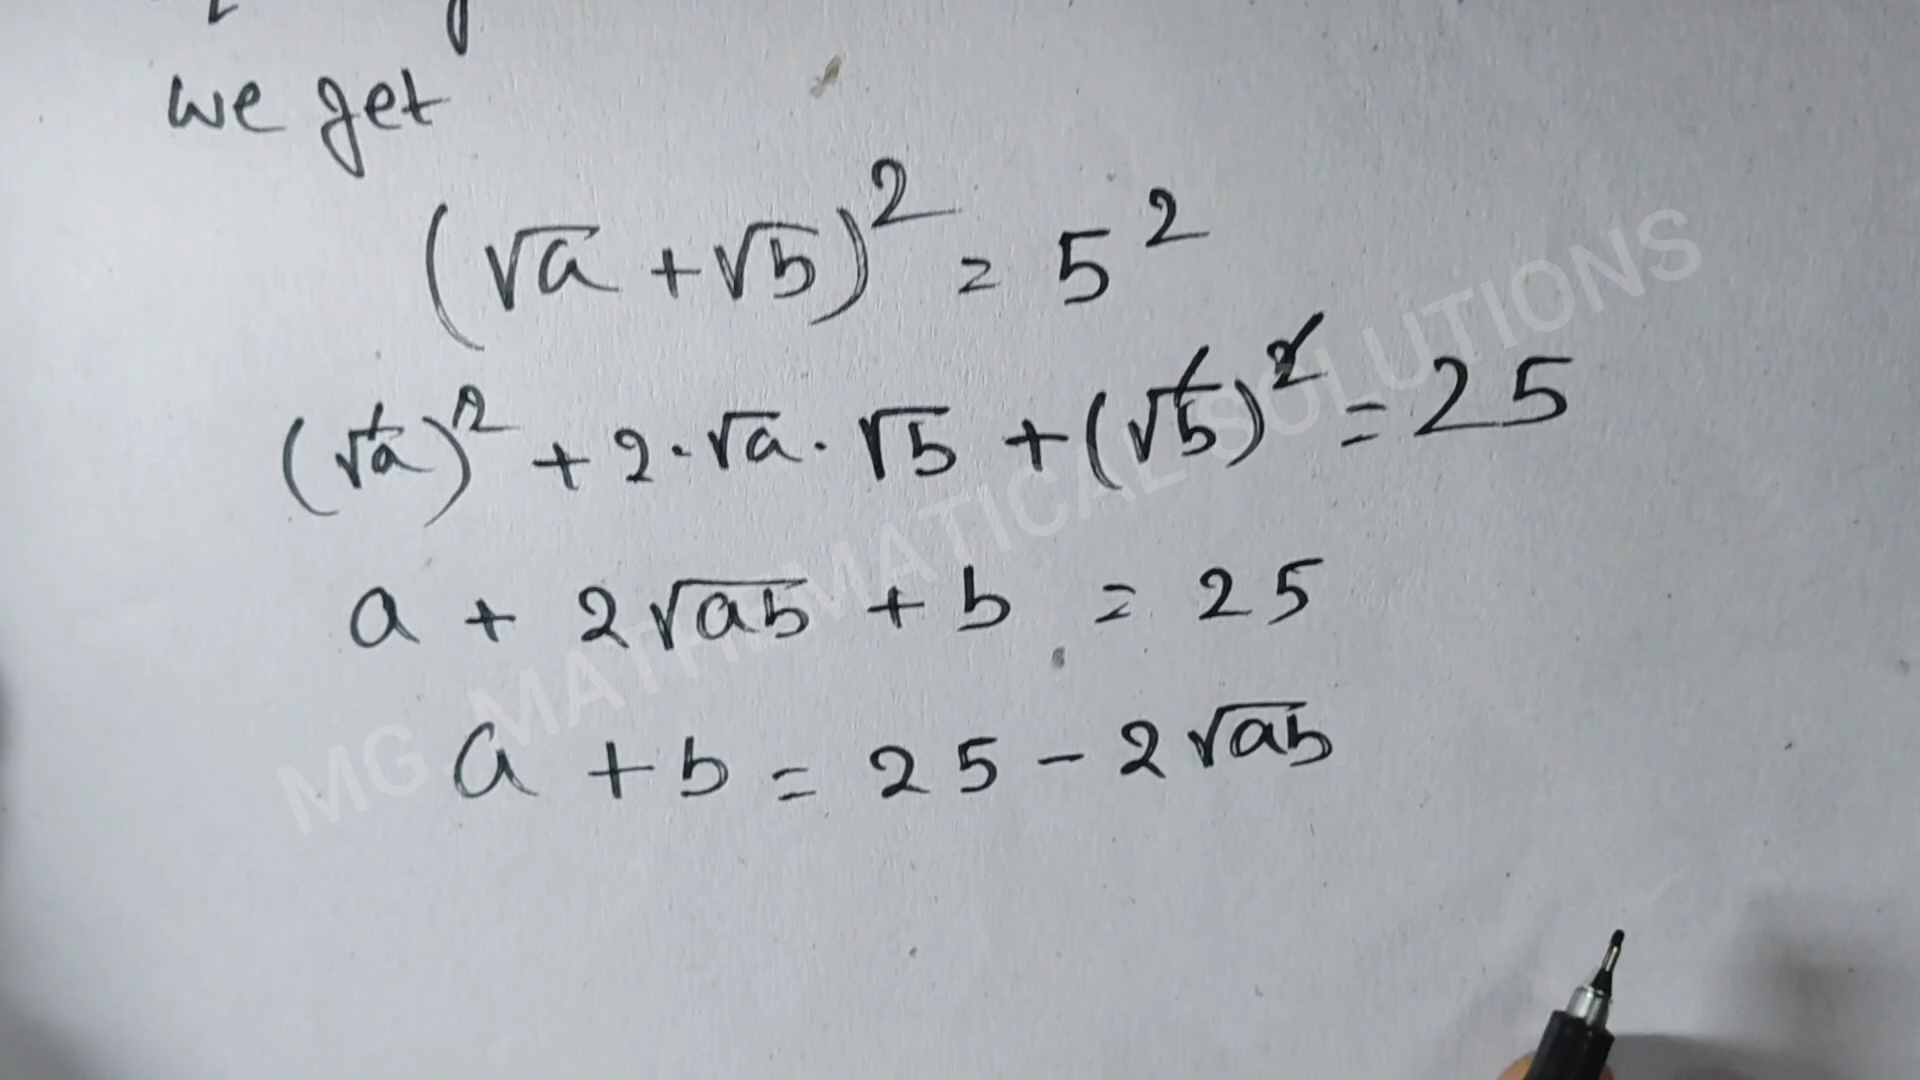 we get
(√a + √b)² = 5²
(√a)² + 2·√a·√b + (√b)² = 25
a + 2√ab + b = 25
a + b = 25 - 2√ab
MG MATHEMATICAL SOLUTIONS